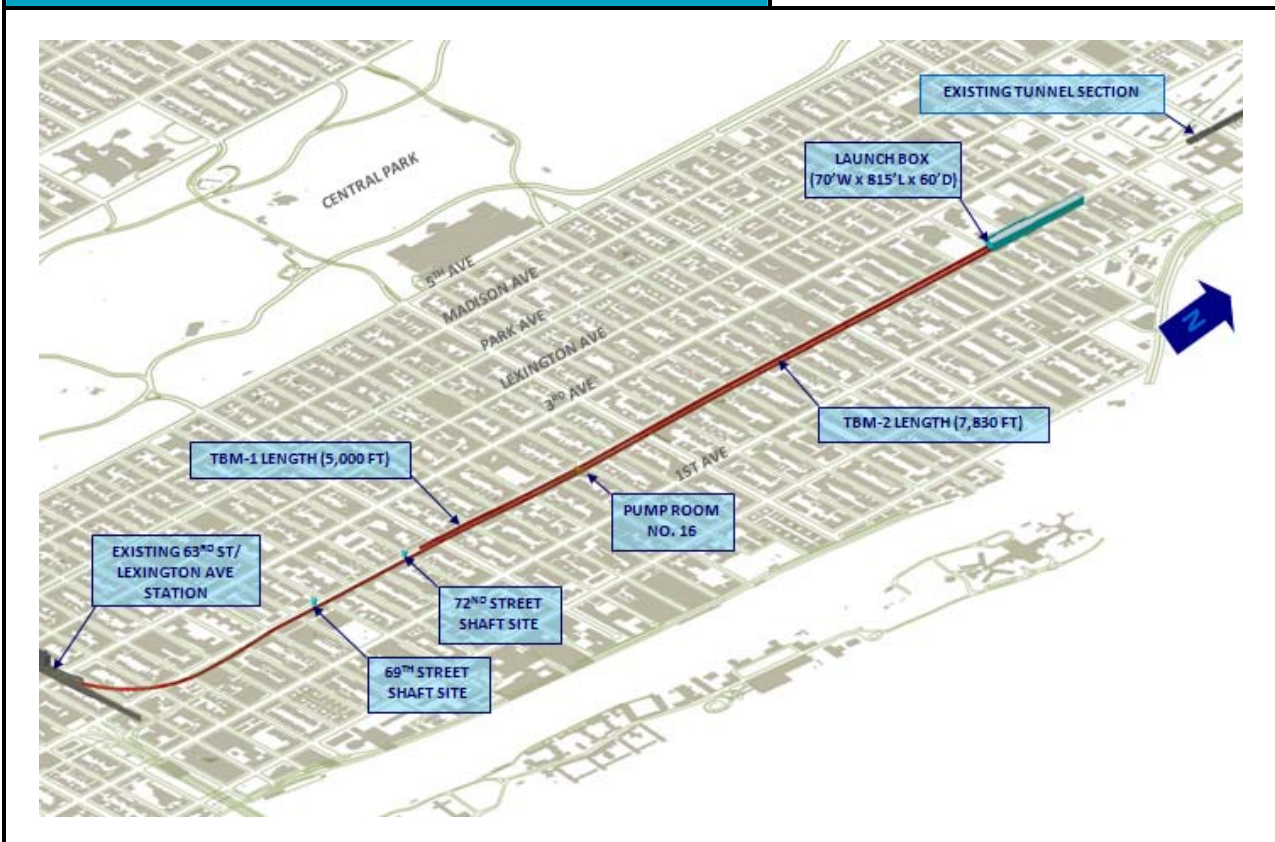 EXISTING TUNNEL SECTION
LAUNCH BOX
(70'W x 815'L x 60'D)
CENTRAL PARK
5TH AVE
MADISON AVE
PARK AVE
LEXINGTON AVE
3RD AVE
N
TBM-2 LENGTH (7,830 FT)
TBM-1 LENGTH (5,000 FT)
1ST AVE
PUMP ROOM
NO. 16
EXISTING 63RD ST/
LEXINGTON AVE
STATION
72ND STREET
SHAFT SITE
69TH STREET
SHAFT SITE